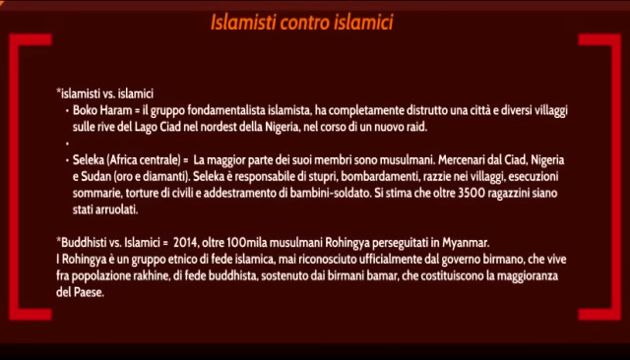 Islamisti contro islamici
*islamisti vs. islamici
• Boko Haram = il gruppo fondamentalista islamista, ha completamente distrutto una città e diversi villaggi
sulle rive del Lago Ciad nel nordest della Nigeria, nel corso di un nuovo raid.
•
• Seleka (Africa centrale) = La maggior parte dei suoi membri sono musulmani. Mercenari dal Ciad, Nigeria
e Sudan (oro e diamanti). Seleka è responsabile di stupri, bombardamenti, razzie nei villaggi, esecuzioni
sommarie, torture di civili e addestramento di bambini-soldato. Si stima che oltre 3500 ragazzini siano
stati arruolati.
*Buddhisti vs. Islamici = 2014, oltre 100mila musulmani Rohingya perseguitati in Myanmar.
I Rohingya è un gruppo etnico di fede islamica, mai riconosciuto ufficialmente dal governo birmano, che vive
fra popolazione rakhine, di fede buddhista, sostenuto dai birmani bamar, che costituiscono la maggioranza
del Paese.